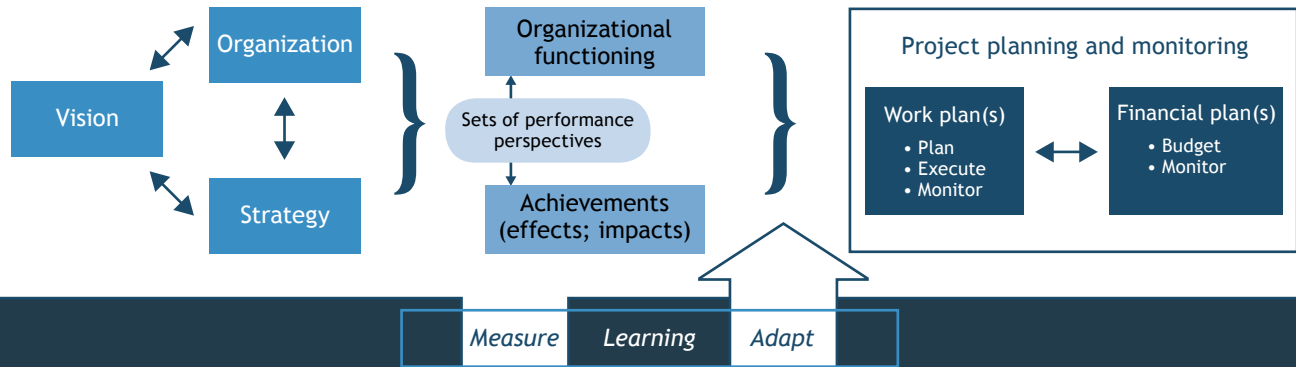 Vision
Organization
Strategy
Organizational
functioning
Sets of performance
perspectives
Achievements
(effects; impacts)
Project planning and monitoring
Work plan(s)
• Plan
• Execute
• Monitor
Financial plan(s)
• Budget
• Monitor
Measure
Learning
Adapt